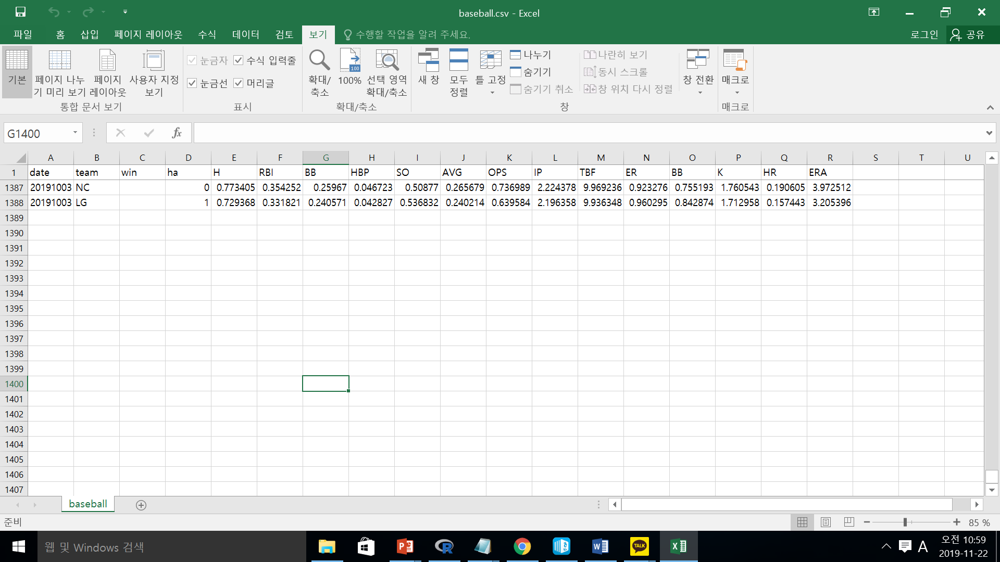 baseball.csv - Excel
파일 홈 삽입 페이지 레이아웃 수식 데이터 검토 보기 수행할 작업을 알려 주세요. 로그인 공유
기본
페이지 나누기 미리 보기
페이지 레이아웃
사용자 지정 보기
통합 문서 보기
눈금자 수식 입력줄
눈금선 머리글
표시
확대/축소
100
100%
선택 영역 확대/축소
확대/축소
새 창
모두 정렬
틀 고정
나누기
숨기기
숨기기 취소
나란히 보기
동시 스크롤
창 위치 다시 정렬
창 전환
창
매크로
매크로
G1400 fx
A B C D E F G H I J K L M N O P Q R S T U
1 date team win ha H RBI BB HBP SO AVG OPS IP TBF ER BB K HR ERA
1387 20191003 NC 0 0.773405 0.354252 0.25967 0.046723 0.50877 0.265679 0.736989 2.224378 9.969236 0.923276 0.755193 1.760543 0.190605 3.972512
1388 20191003 LG 1 0.729368 0.331821 0.240571 0.042827 0.536832 0.240214 0.639584 2.196358 9.936348 0.960295 0.842874 1.712958 0.157443 3.205396
1389
1390
1391
1392
1393
1394
1395
1396
1397
1398
1399
1400
1401
1402
1403
1404
1405
1406
1407
baseball
준비 85 %
웹 및 Windows 검색 TALK A 오전 10:59
2019-11-22